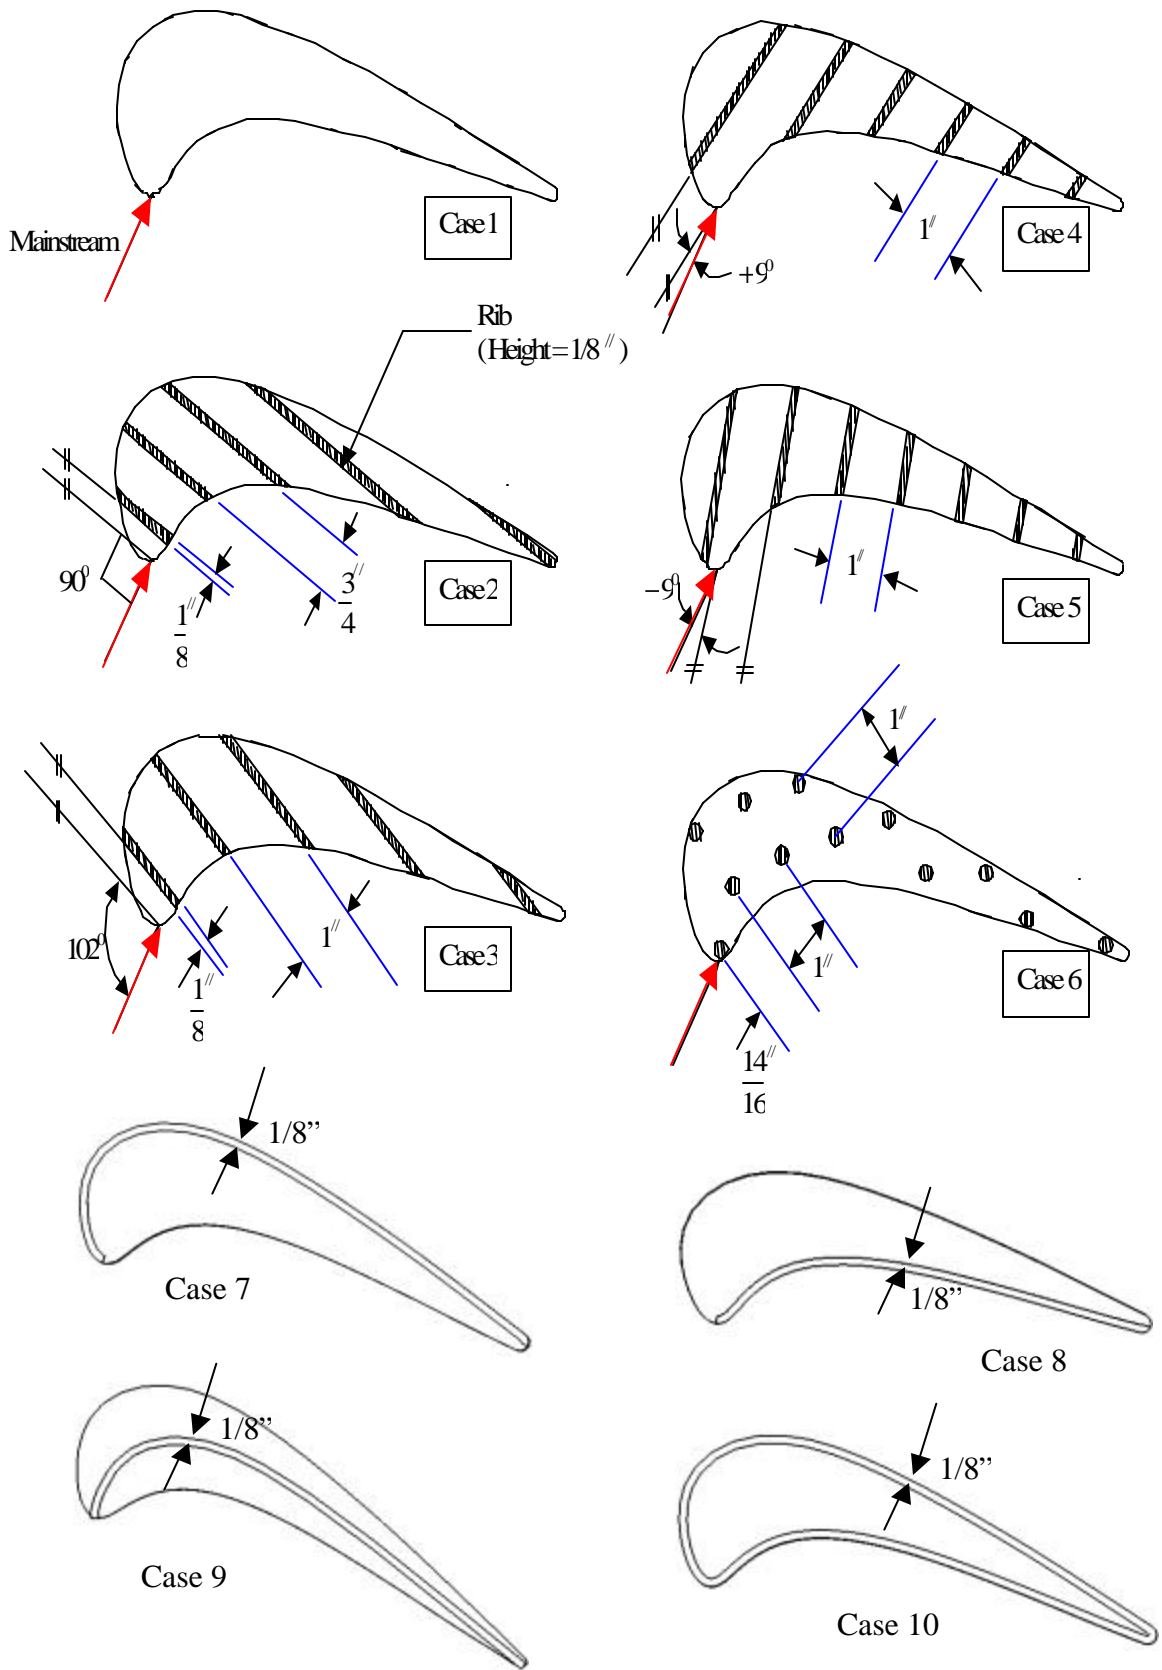 Case 1
Mainstream
Case 4
1//
+9⁰
Rib
(Height=1/8 //)
90⁰
1//
8
3//
4
Case 2
1//
-9⁰
Case 5
1//
102⁰
1//
8
1//
Case 3
1//
14//
16
Case 6
1/8”
Case 7
1/8”
Case 8
1/8”
Case 9
1/8”
Case 10